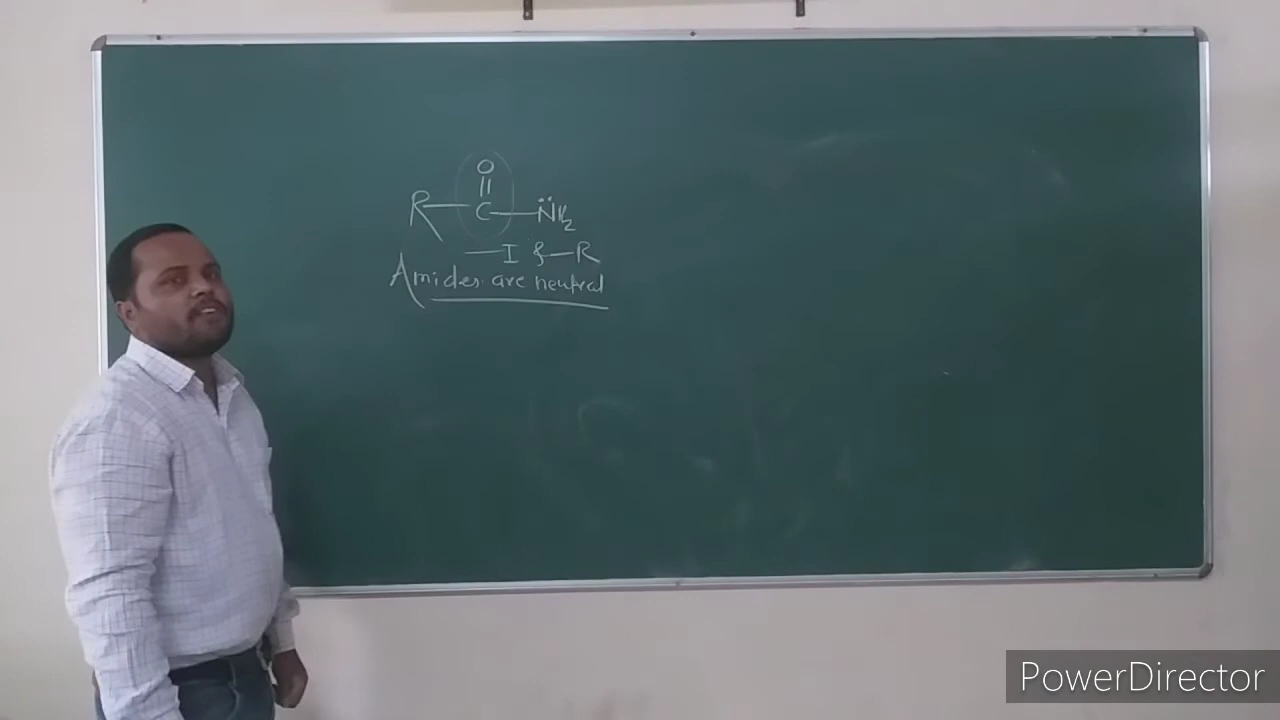 O
||
R—C—N̈H₂
—I & —R
Amides are neutral
PowerDirector